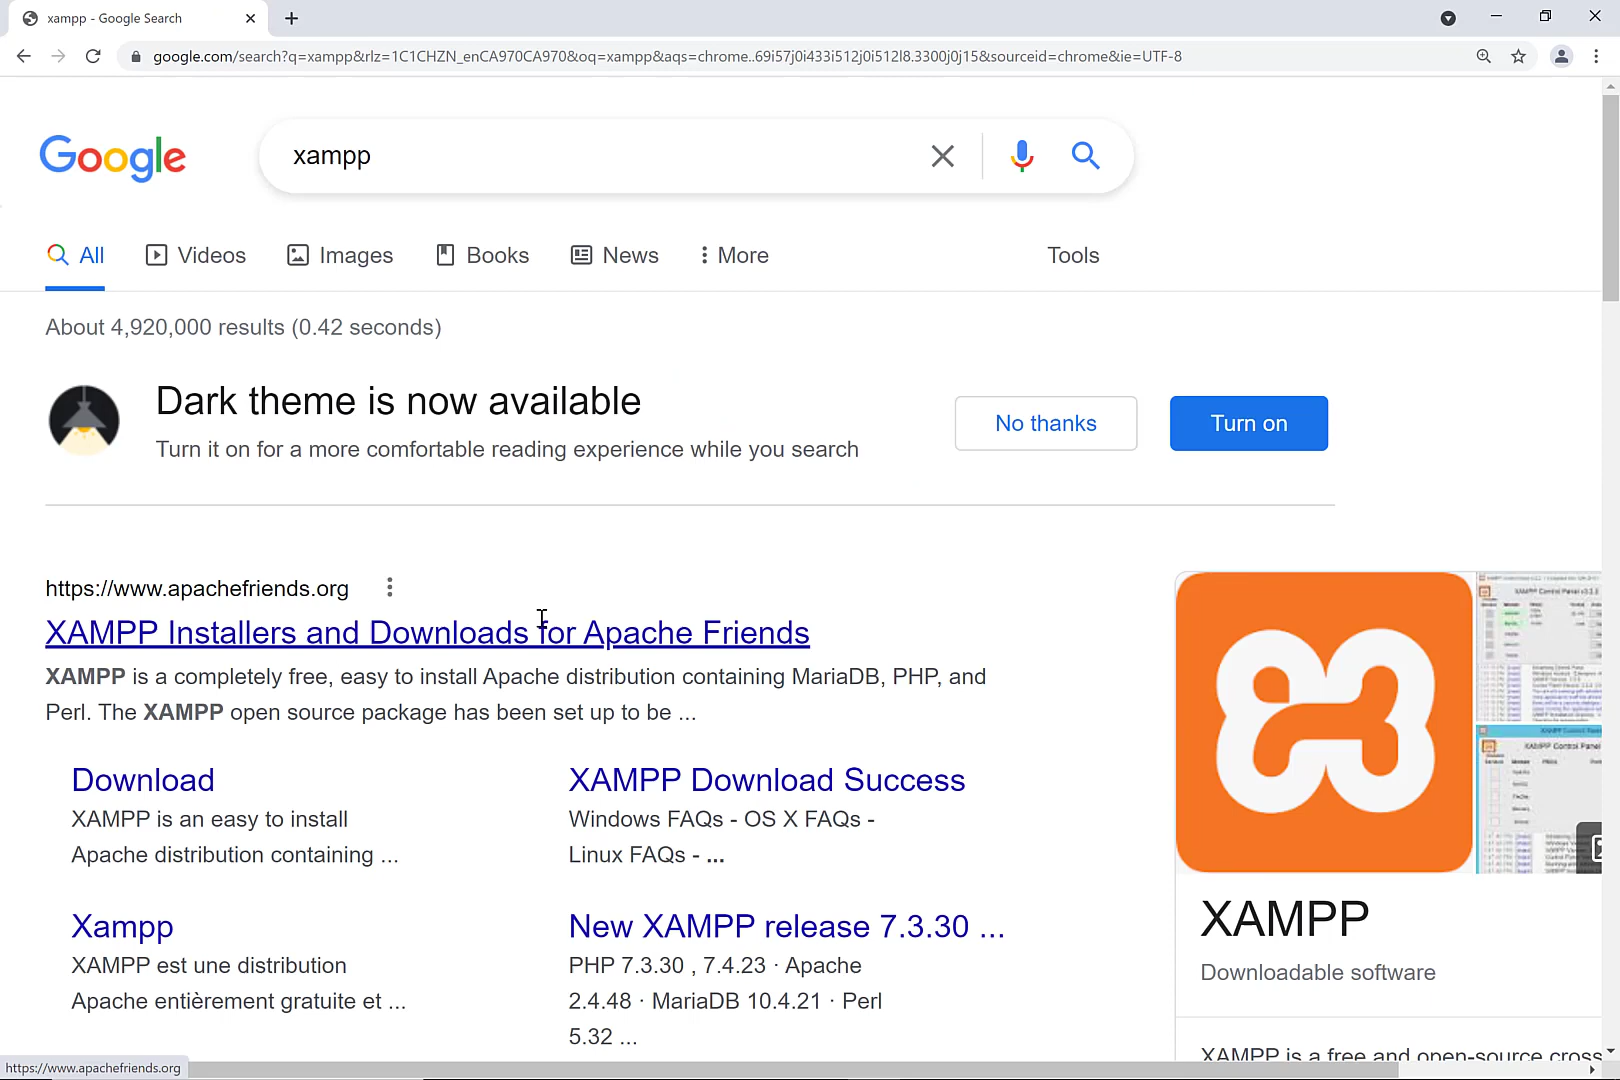 xampp - Google Search
google.com/search?q=xampp&rlz=1C1CHZN_enCA970CA970&oq=xampp&aqs=chrome..69i57j0i433i512j0i512l8.3300j0j15&sourceid=chrome&ie=UTF-8
Google
xampp
All
Videos
Images
Books
News
More
Tools
About 4,920,000 results (0.42 seconds)
Dark theme is now available
Turn it on for a more comfortable reading experience while you search
No thanks
Turn on
https://www.apachefriends.org
XAMPP Installers and Downloads for Apache Friends
XAMPP is a completely free, easy to install Apache distribution containing MariaDB, PHP, and
Perl. The XAMPP open source package has been set up to be ...
Download
XAMPP is an easy to install
Apache distribution containing ...
XAMPP Download Success
Windows FAQs - OS X FAQs -
Linux FAQs - ...
Xampp
XAMPP est une distribution
Apache entièrement gratuite et ...
New XAMPP release 7.3.30 ...
PHP 7.3.30 , 7.4.23 · Apache
2.4.48 · MariaDB 10.4.21 · Perl
5.32 ...
XAMPP
Downloadable software
XAMPP is a free and open-source cross
https://www.apachefriends.org